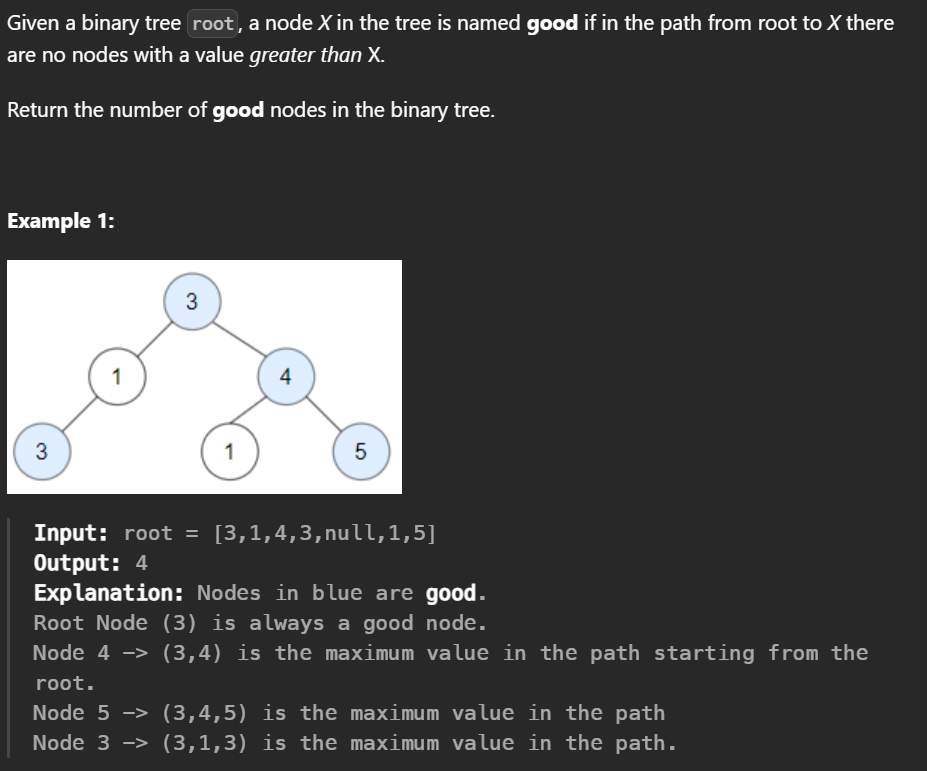 Given a binary tree root, a node X in the tree is named good if in the path from root to X there
are no nodes with a value greater than X.
Return the number of good nodes in the binary tree.
Example 1:
3
1
4
3
1
5
Input: root = [3,1,4,3,null,1,5]
Output: 4
Explanation: Nodes in blue are good.
Root Node (3) is always a good node.
Node 4 -> (3,4) is the maximum value in the path starting from the
root.
Node 5 -> (3,4,5) is the maximum value in the path
Node 3 -> (3,1,3) is the maximum value in the path.